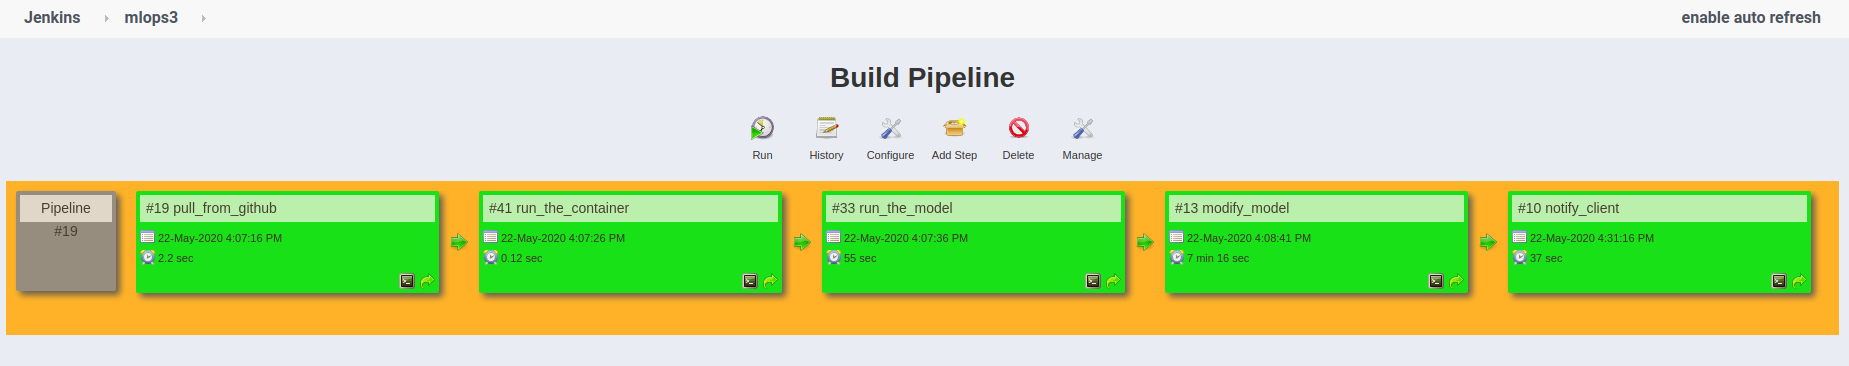 Jenkins mlops3 enable auto refresh
Build Pipeline
Run History Configure Add Step Delete Manage
Pipeline
#19
#19 pull_from_github
22-May-2020 4:07:16 PM
2.2 sec
#41 run_the_container
22-May-2020 4:07:26 PM
0.12 sec
#33 run_the_model
22-May-2020 4:07:36 PM
55 sec
#13 modify_model
22-May-2020 4:08:41 PM
7 min 16 sec
#10 notify_client
22-May-2020 4:31:16 PM
37 sec